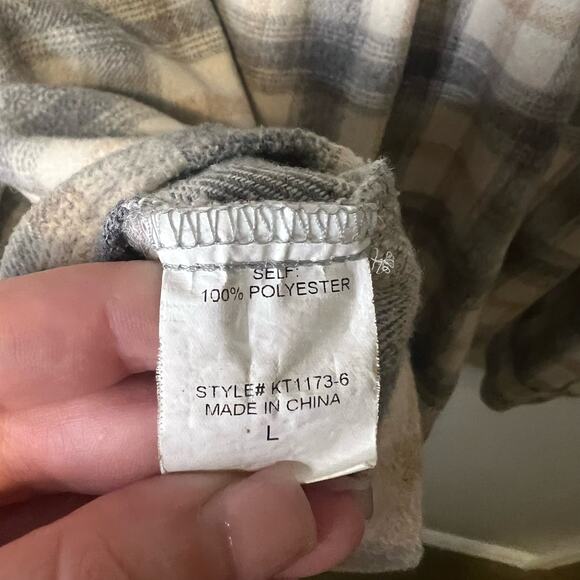 SELF:
100% POLYESTER
STYLE# KT1173-6
MADE IN CHINA
L